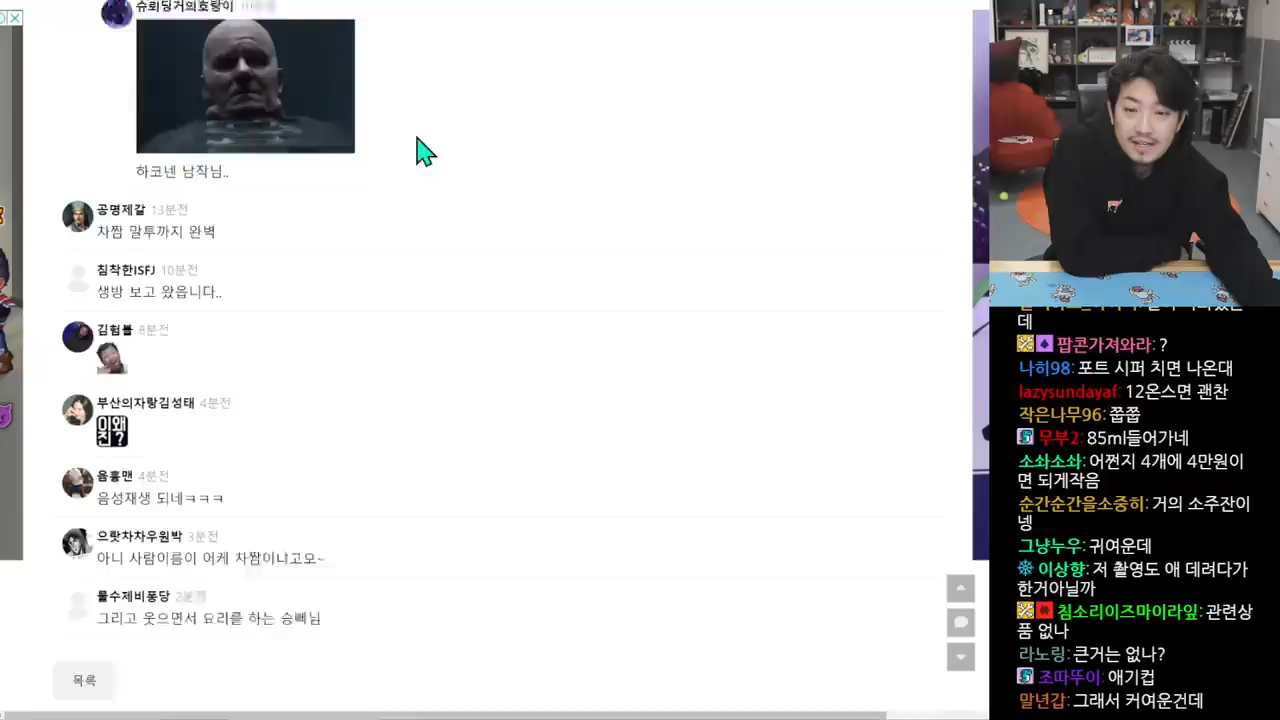 슈뢰딩거의호랑이
하코넨 남작님..
공명제갈 13분전
차짬 말투까지 완벽
침착한ISFJ 10분전
생방 보고 왔읍니다..
김험블 8분전
부산의자랑김성태 4분전
이왜
진?
음흉맨 4분전
음성재생 되네ㅋㅋㅋ
으랏차차우원박 3분전
아니 사람이름이 어케 차짬이냐고모~
물수제비퐁당
그리고 웃으면서 묘리를 하는 승빠님
목록
데
팝콘가져와라: ?
나히98: 포트 시퍼 치면 나온대
lazysundayaf: 12온스면 괜찬
작은나무96: 쭙쭙
무부2: 85ml들어가네
소솨소솨: 어쩐지 4개에 4만원이
면 되게작음
순간순간을소중히: 거의 소주잔이
넹
그냥누우: 귀여운데
이상향: 저 촬영도 애 데려다가
한거아닐까
침소리이즈마이라잎: 관련상
품 없나
라노링: 큰거는 없나?
조따뚜이: 애기컵
말년갑: 그래서 커여운건데